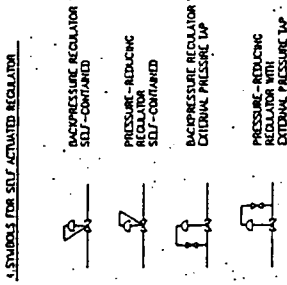 1.SYMBOLS FOR SELF ACTUATED REGULATOR
BACKPRESSURE REGULATOR
SELF-CONTAINED
PRESSURE-REDUCING
REGULATOR
SELF-CONTAINED
BACKPRESSURE REGULATOR
EXTERNAL PRESSURE TAP
PRESSURE-REDUCING
REGULATOR WITH
EXTERNAL PRESSURE TAP